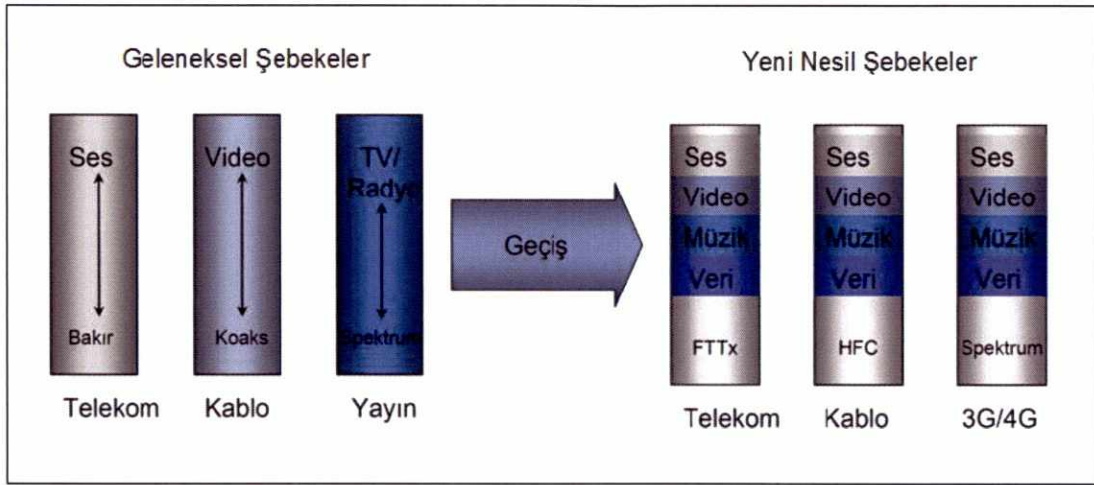 Geleneksel Şebekeler
Ses
Bakır
Telekom
Video
Koaks
Kablo
TV/
Radyo
Spektrum
Yayın
Geçiş
Yeni Nesil Şebekeler
Ses
Video
Müzik
Veri
FTTx
Telekom
Ses
Video
Müzik
Veri
HFC
Kablo
Ses
Video
Müzik
Veri
Spektrum
3G/4G